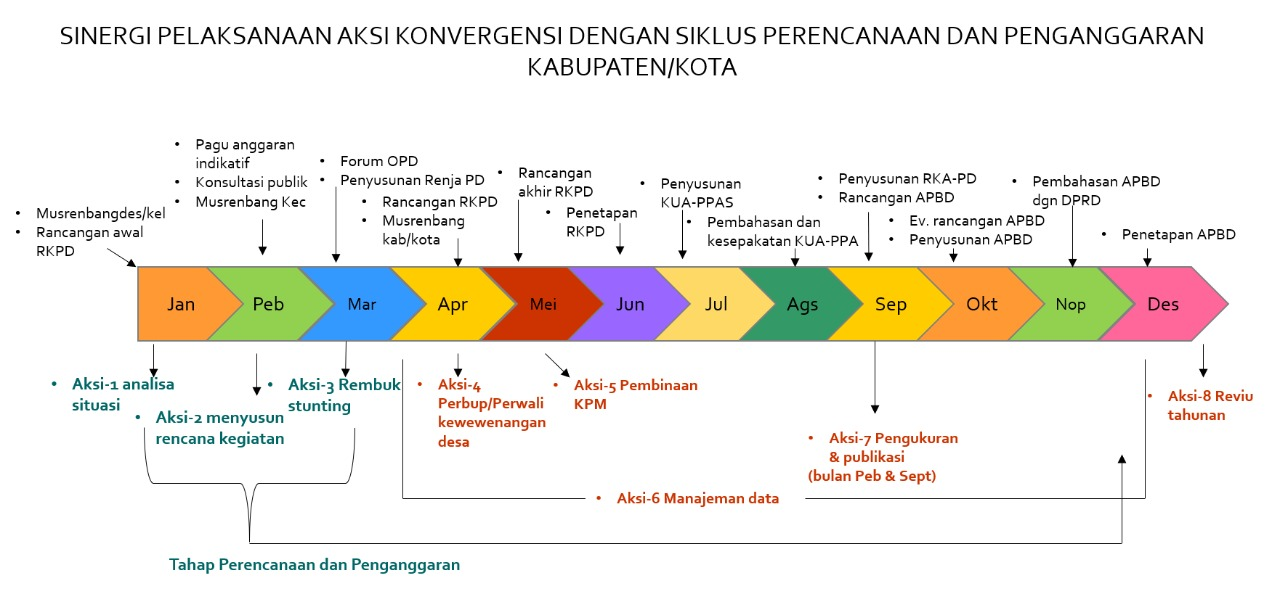 SINERGI PELAKSANAAN AKSI KONVERGENSI DENGAN SIKLUS PERENCANAAN DAN PENGANGGARAN
KABUPATEN/KOTA
• Musrenbangdes/kel
• Rancangan awal
RKPD
• Pagu anggaran
indikatif
• Konsultasi publik
• Musrenbang Kec
• Forum OPD
• Penyusunan Renja PD
• Rancangan RKPD
• Musrenbang
kab/kota
• Rancangan
akhir RKPD
• Penetapan
RKPD
• Penyusunan
KUA-PPAS
• Pembahasan dan
kesepakatan KUA-PPA
• Penyusunan RKA-PD
• Rancangan APBD
• Ev. rancangan APBD
• Penyusunan APBD
• Pembahasan APBD
dgn DPRD
• Penetapan APBD
Jan
Peb
Mar
Apr
Mei
Jun
Jul
Ags
Sep
Okt
Nop
Des
• Aksi-1 analisa
situasi
• Aksi-2 menyusun
rencana kegiatan
• Aksi-3 Rembuk
stunting
• Aksi-4
Perbup/Perwali
kewewenangan
desa
• Aksi-5 Pembinaan
KPM
• Aksi-7 Pengukuran
& publikasi
(bulan Peb & Sept)
• Aksi-8 Reviu
tahunan
• Aksi-6 Manajeman data
Tahap Perencanaan dan Penganggaran